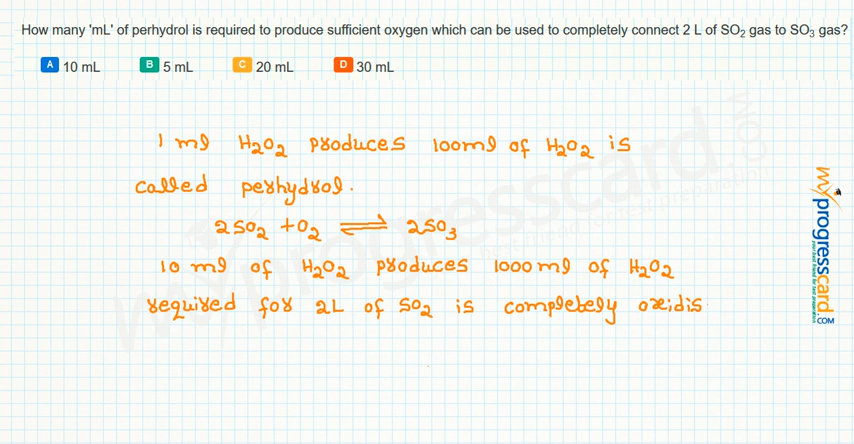 How many 'mL' of perhydrol is required to produce sufficient oxygen which can be used to completely connect 2 L of SO₂ gas to SO₃ gas?
A 10 mL B 5 mL C 20 mL D 30 mL
1 ml H₂O₂ produces 100ml of H₂O₂ is
called perhydrol.
2SO₂ + O₂ ⇌ 2SO₃
10 ml of H₂O₂ produces 1000ml of H₂O₂
required for 2L of SO₂ is completely oxidis
myprogresscard.COM